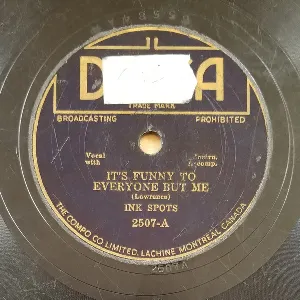 D A
TRADE MARK
BROADCASTING PROHIBITED
Vocal with Instru. Accomp.
IT'S FUNNY TO
EVERYONE BUT ME
(Lawrence)
INK SPOTS
2507-A
THE COMPO CO. LIMITED, LACHINE MONTREAL CANADA
2507A